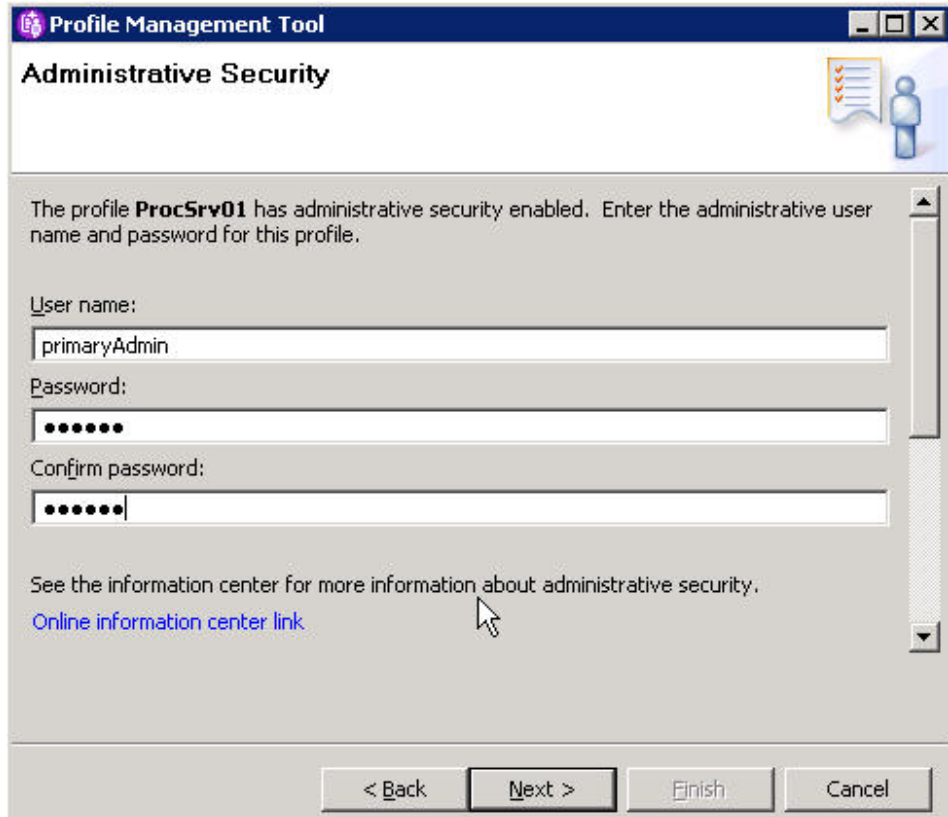 Profile Management Tool
Administrative Security
The profile ProcSrv01 has administrative security enabled.  Enter the administrative user
name and password for this profile.
User name:
primaryAdmin
Password:
●●●●●●
Confirm password:
●●●●●●
See the information center for more information about administrative security.
Online information center link
< Back
Next >
Finish
Cancel